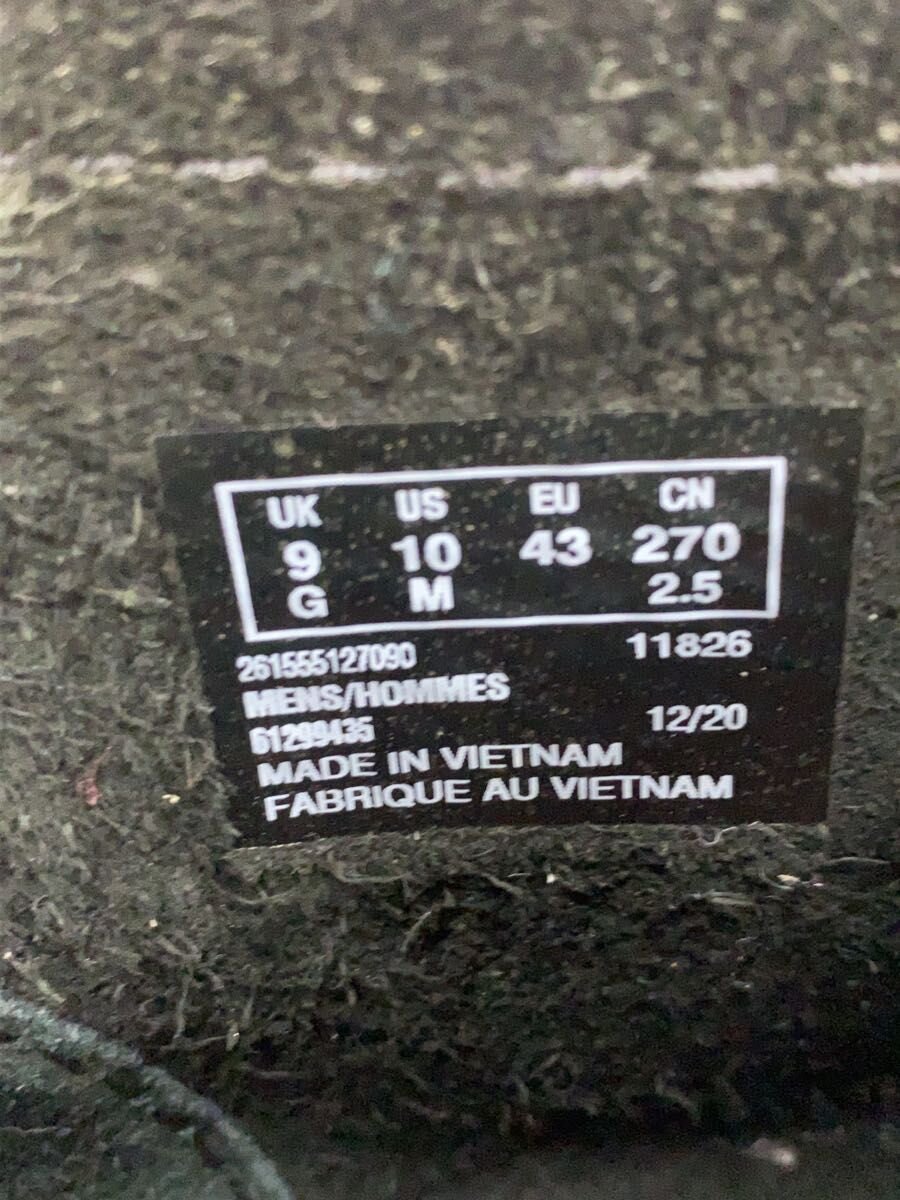 UK US EU CN
9 10 43 270
G M 2.5
261555127090 11826
MENS/HOMMES
61299435 12/20
MADE IN VIETNAM
FABRIQUE AU VIETNAM